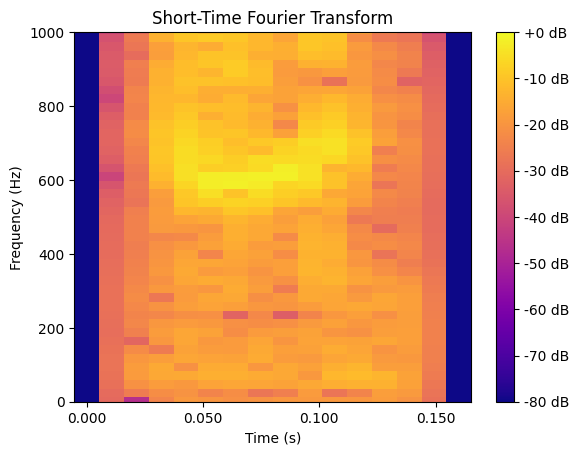 Short-Time Fourier Transform
1000
800
600
400
200
0
Frequency (Hz)
0.000
0.050
0.100
0.150
Time (s)
+0 dB
-10 dB
-20 dB
-30 dB
-40 dB
-50 dB
-60 dB
-70 dB
-80 dB